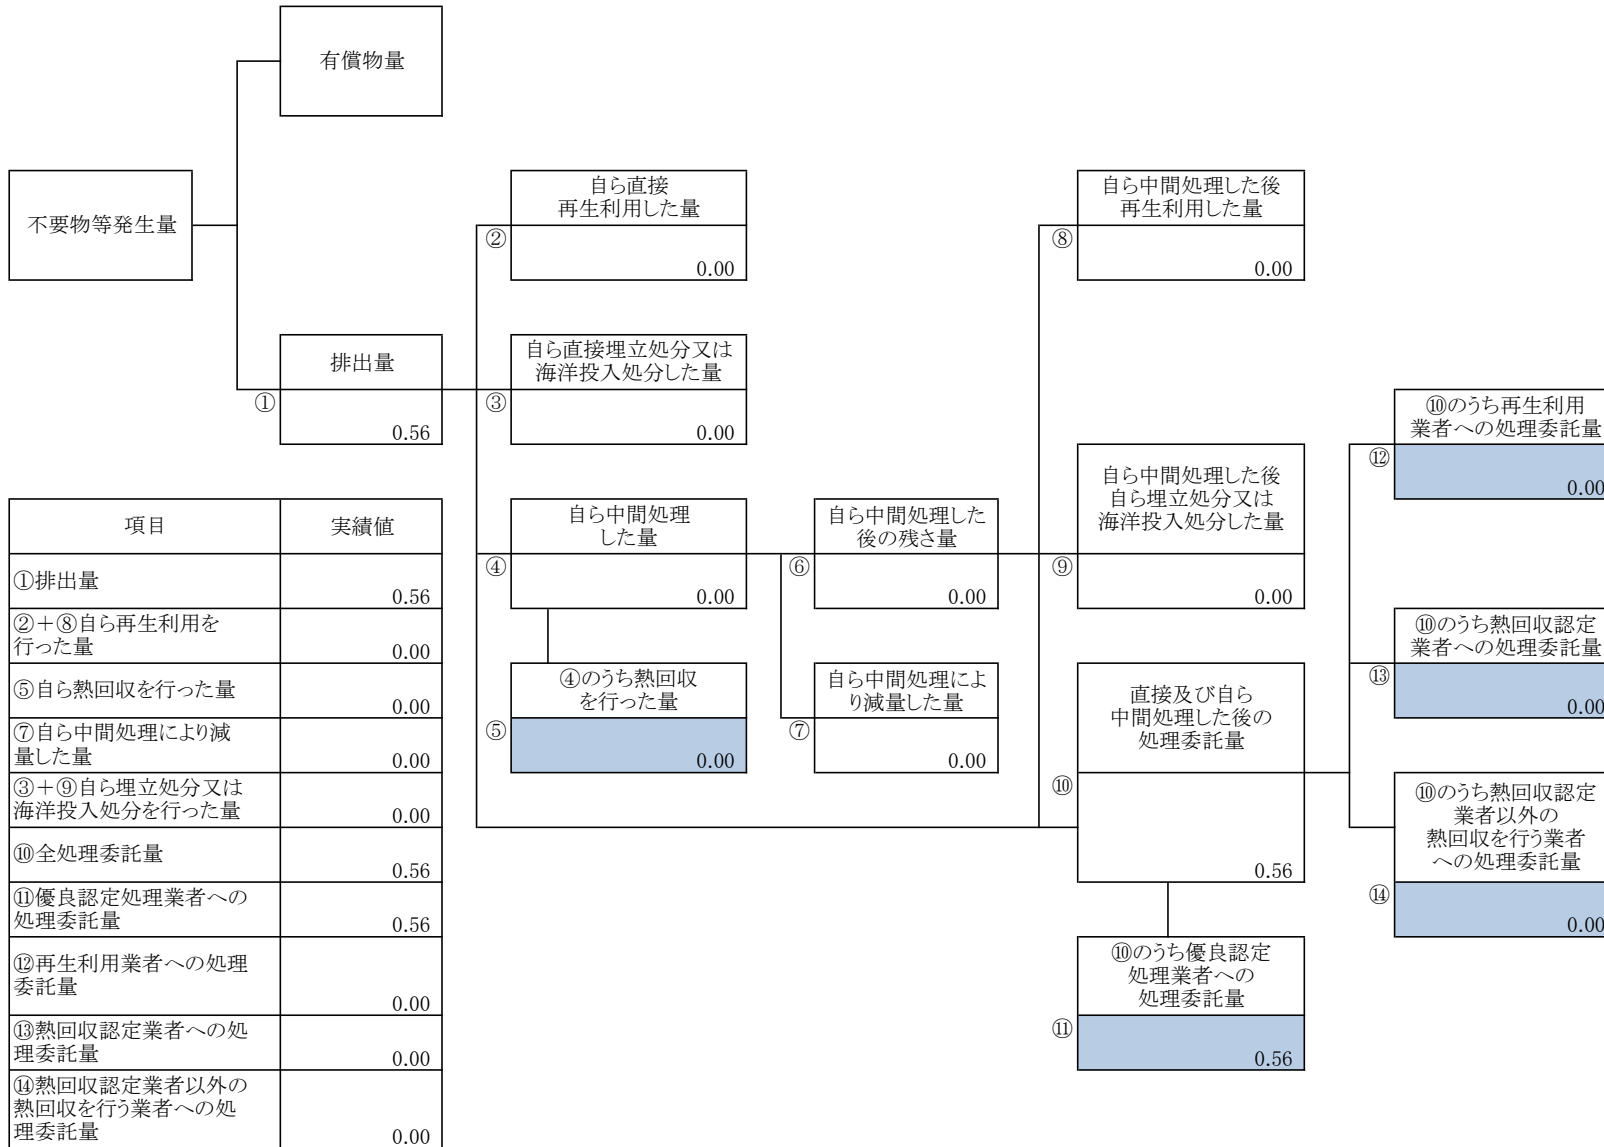 有償物量
不要物等発生量
自ら直接
再生利用した量
②
0.00
自ら中間処理した後
再生利用した量
⑧
0.00
排出量
①
0.56
自ら直接埋立処分又は
海洋投入処分した量
③
0.00
⑩のうち再生利用
業者への処理委託量
⑫
0.00
自ら中間処理した後
自ら埋立処分又は
海洋投入処分した量
⑨
0.00
自ら中間処理
した量
④
0.00
自ら中間処理した
後の残さ量
⑥
0.00
⑩のうち熱回収認定
業者への処理委託量
⑬
0.00
④のうち熱回収
を行った量
⑤
0.00
自ら中間処理によ
り減量した量
⑦
0.00
直接及び自ら
中間処理した後の
処理委託量
⑩
0.56
⑩のうち熱回収認定
業者以外の
熱回収を行う業者
への処理委託量
⑭
0.00
⑩のうち優良認定
処理業者への
処理委託量
⑪
0.56
項目 実績値
①排出量
0.56
②+⑧自ら再生利用を
行った量
0.00
⑤自ら熱回収を行った量
0.00
⑦自ら中間処理により減
量した量
0.00
③+⑨自ら埋立処分又は
海洋投入処分を行った量
0.00
⑩全処理委託量
0.56
⑪優良認定処理業者への
処理委託量
0.56
⑫再生利用業者への処理
委託量
0.00
⑬熱回収認定業者への処
理委託量
0.00
⑭熱回収認定業者以外の
熱回収を行う業者への処
理委託量
0.00